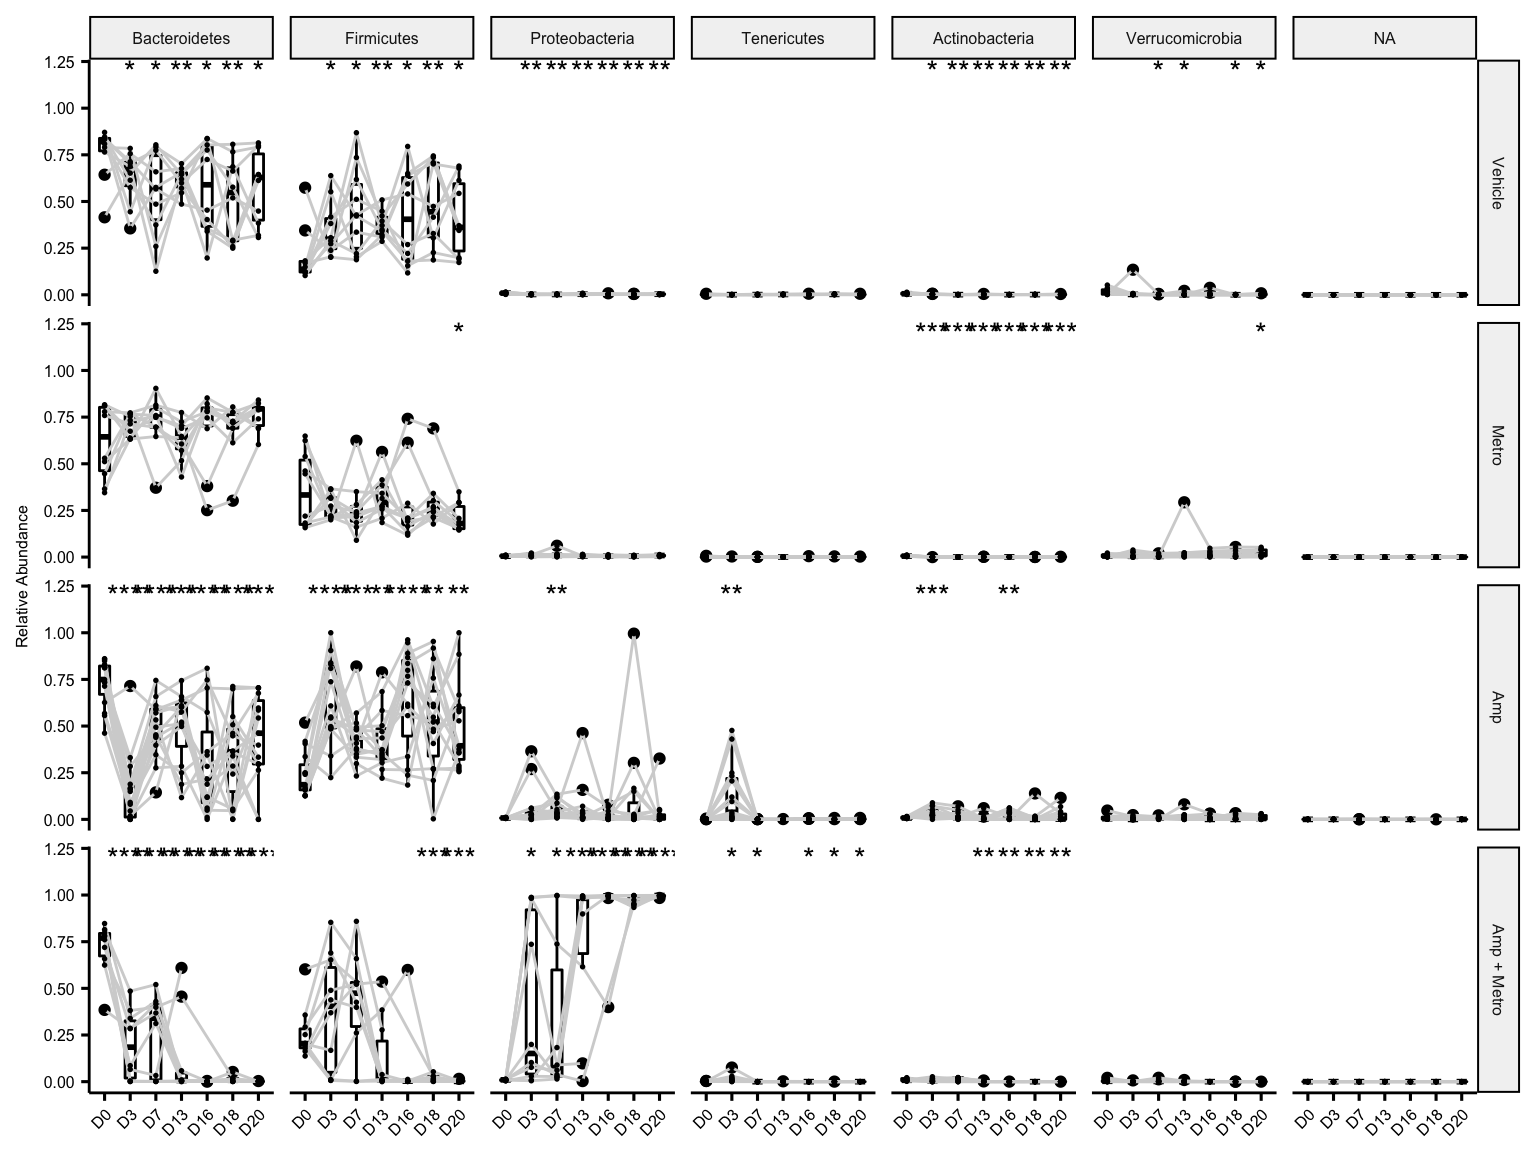 Bacteroidetes Firmicutes Proteobacteria Tenericutes Actinobacteria Verrucomicrobia NA
1.25 * * ** * ** * * * ** * ** * ** ** ** ** ** ** * ** ** ** ** ** * * * *
1.00
0.75
0.50
0.25
0.00
Vehicle
1.25 * *
1.00
0.75
0.50
0.25
0.00
Metro
Relative Abundance
1.25 ** ** ** *** **
1.00
0.75
0.50
0.25
0.00
Amp
1.25 * * * * * * * ** ** ** **
1.00
0.75
0.50
0.25
0.00
Amp + Metro
D0 D3 D7 D13 D16 D18 D20 D0 D3 D7 D13 D16 D18 D20 D0 D3 D7 D13 D16 D18 D20 D0 D3 D7 D13 D16 D18 D20 D0 D3 D7 D13 D16 D18 D20 D0 D3 D7 D13 D16 D18 D20 D0 D3 D7 D13 D16 D18 D20